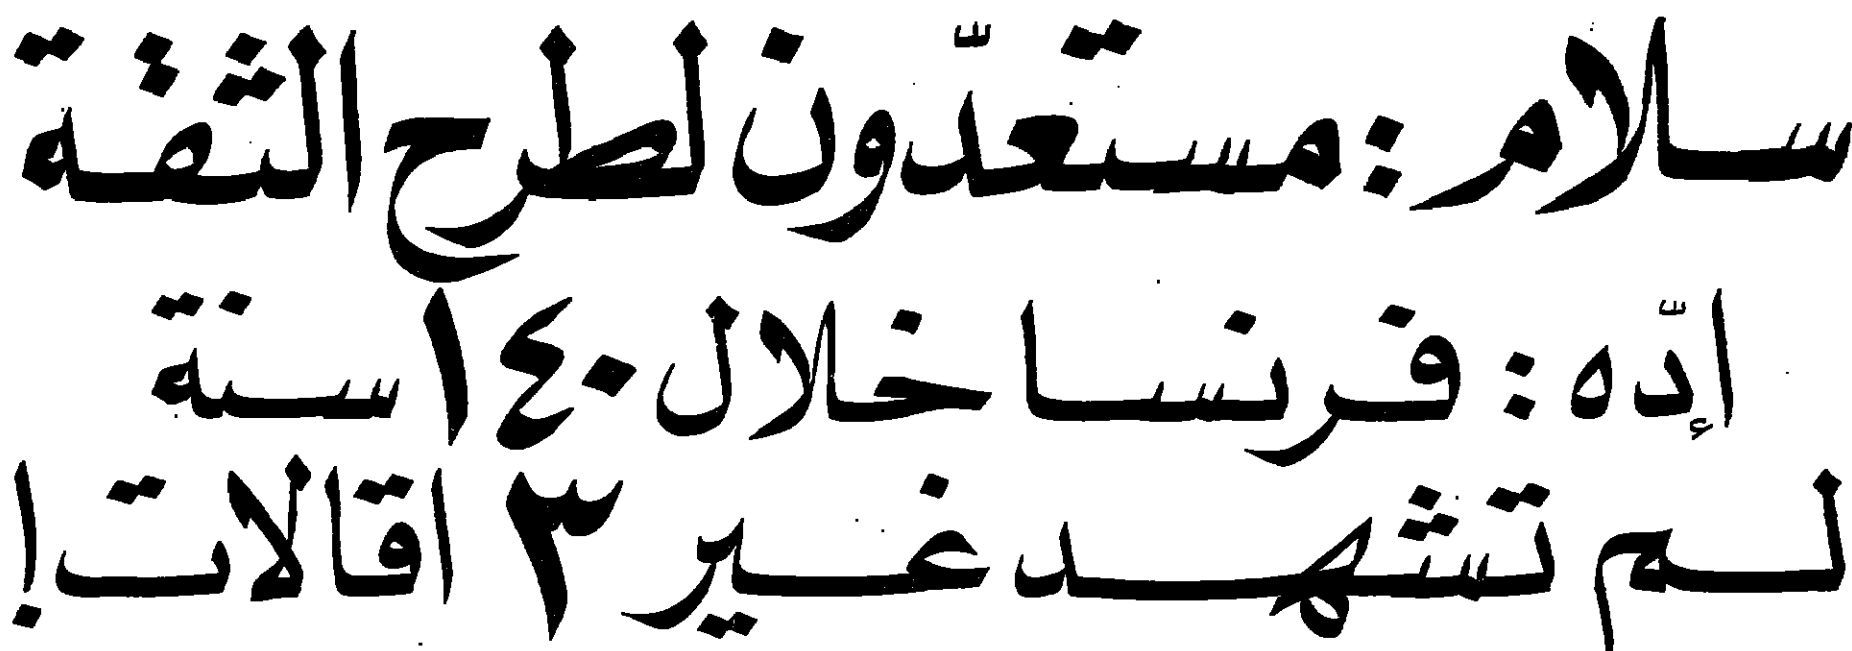 سلام : مستعدّون لطرح الثقة
إدّه : فرنسا خلال ١٤٠ سنة
لم تشهد غير ٣ اقالات !